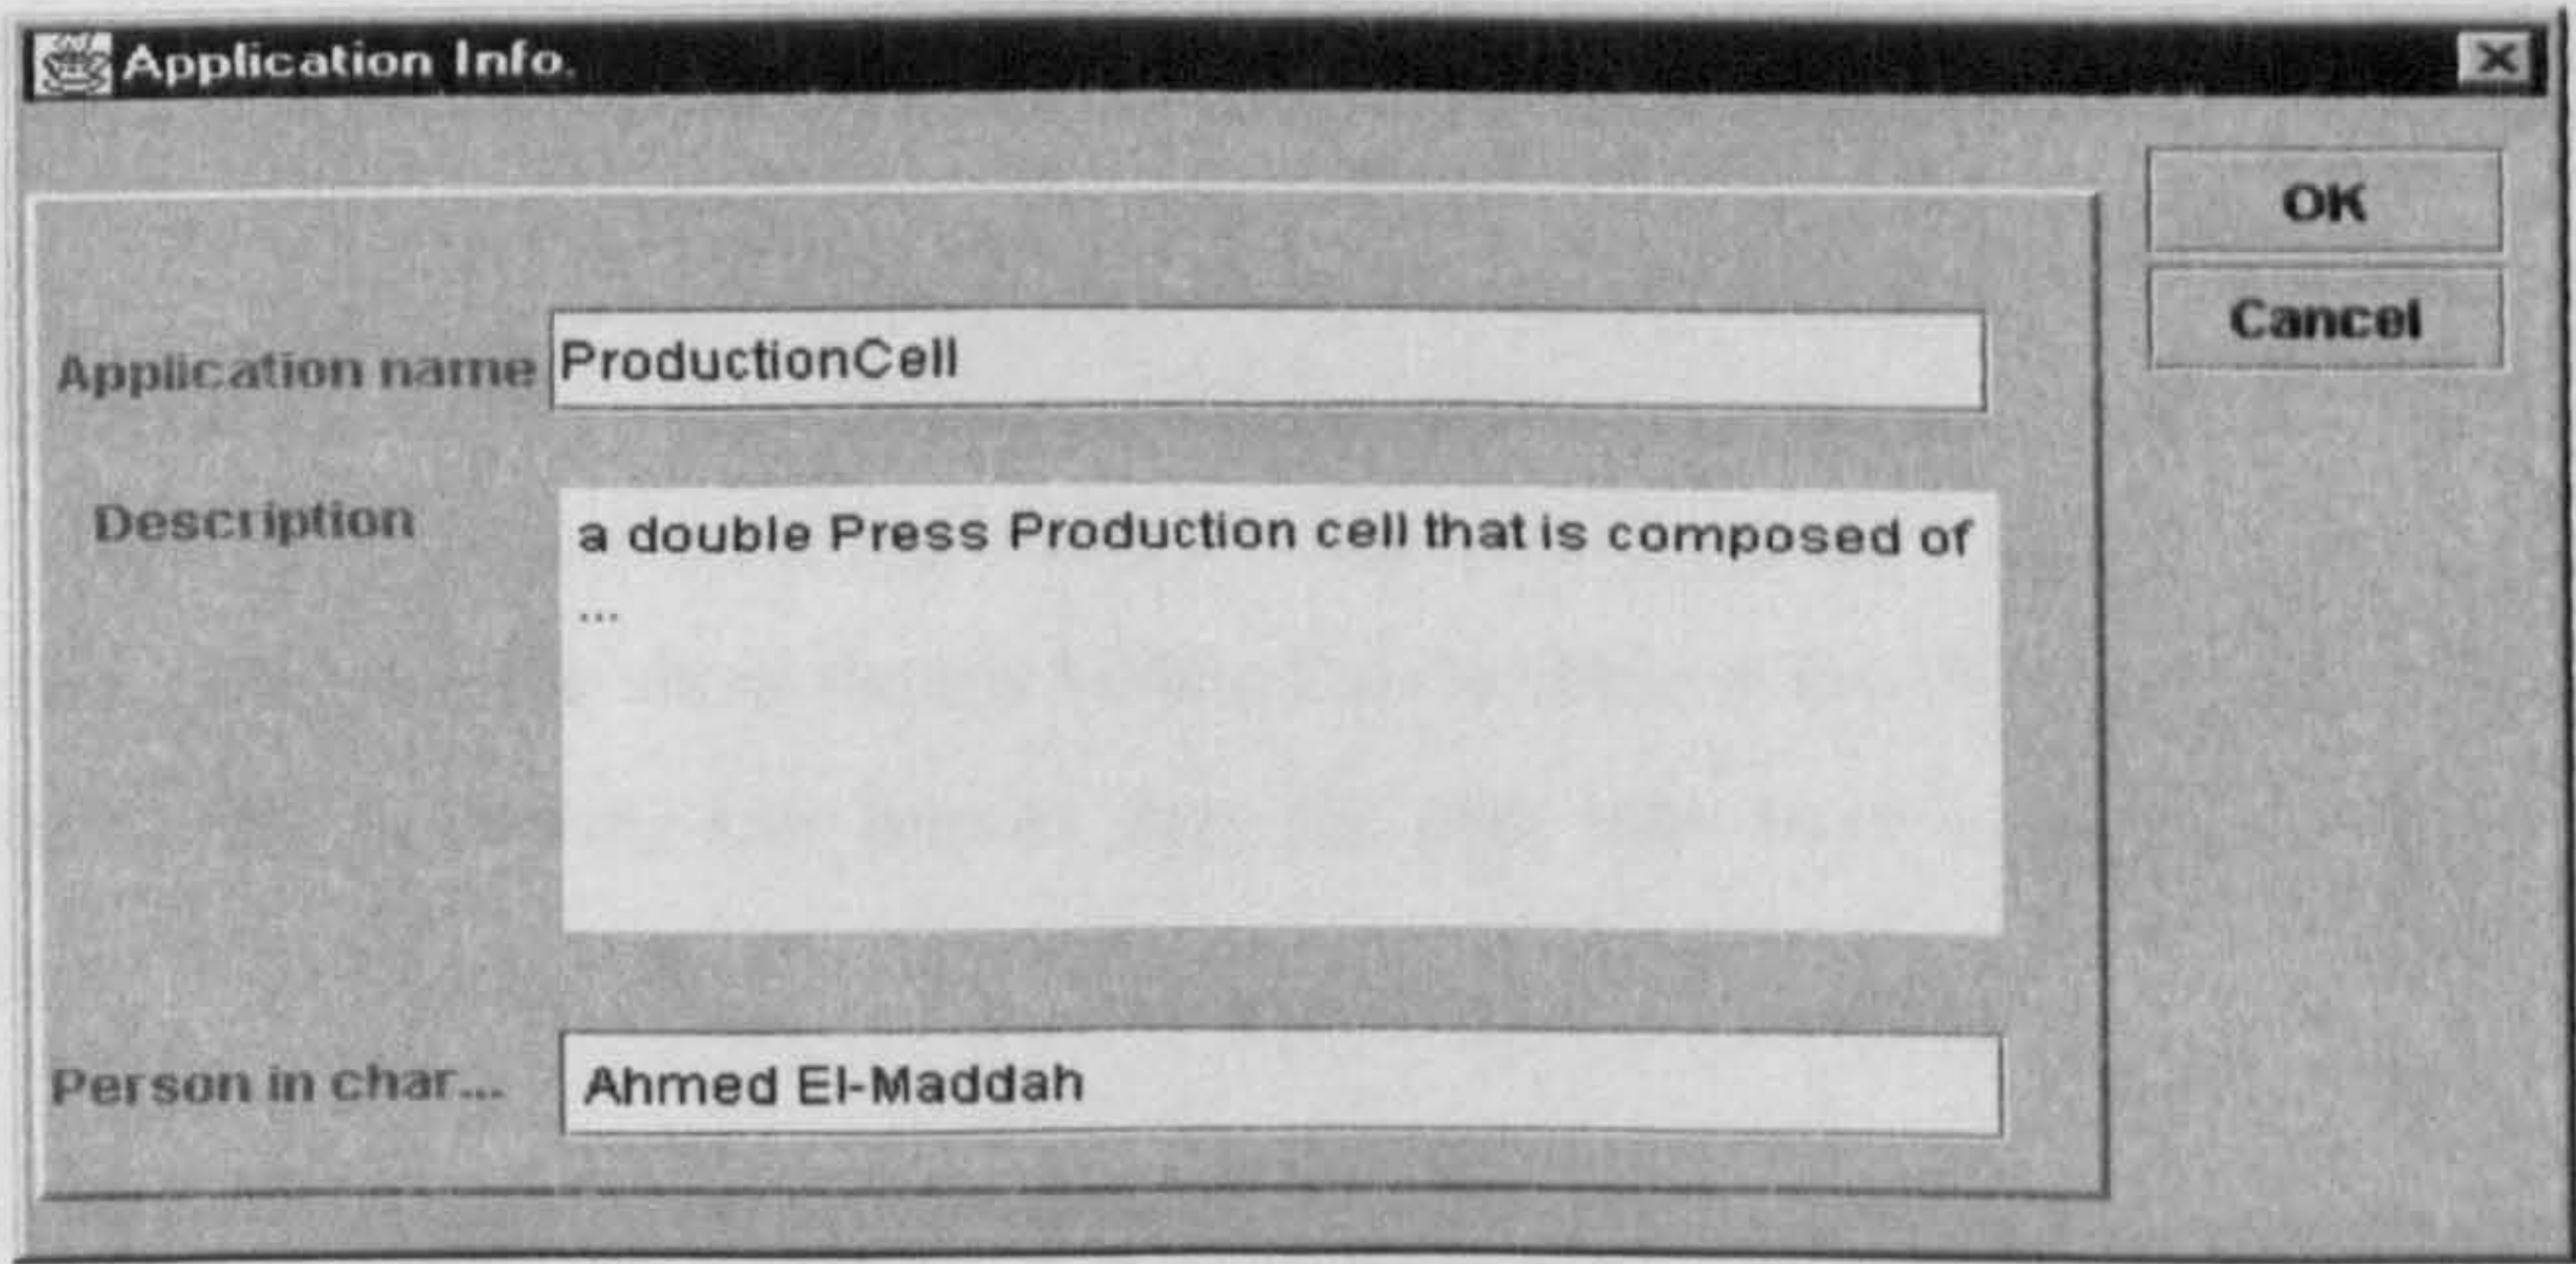 Application Info.
OK
Cancel
Application name ProductionCell
Description
a double Press Production cell that is composed of
...
Person in char... Ahmed El-Maddah